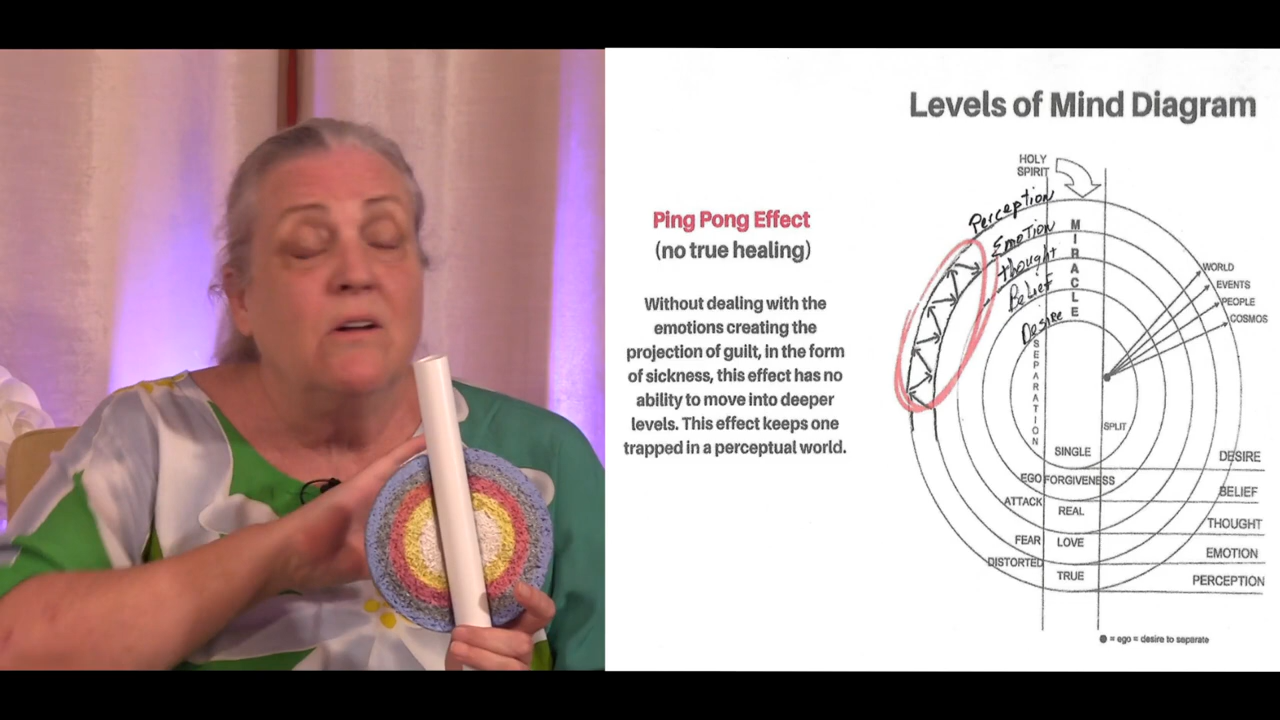 Levels of Mind Diagram
Ping Pong Effect
(no true healing)
Without dealing with the
emotions creating the
projection of guilt, in the form
of sickness, this effect has no
ability to move into deeper
levels. This effect keeps one
trapped in a perceptual world.
HOLY
SPIRIT
Perception
Emotion
thought
Belief
Desire
MIRACLE
SEPARATION
WORLD
EVENTS
PEOPLE
COSMOS
SPLIT
SINGLE
DESIRE
EGO FORGIVENESS
BELIEF
ATTACK
REAL
THOUGHT
FEAR LOVE
EMOTION
DISTORTED
TRUE
PERCEPTION
= ego = desire to separate